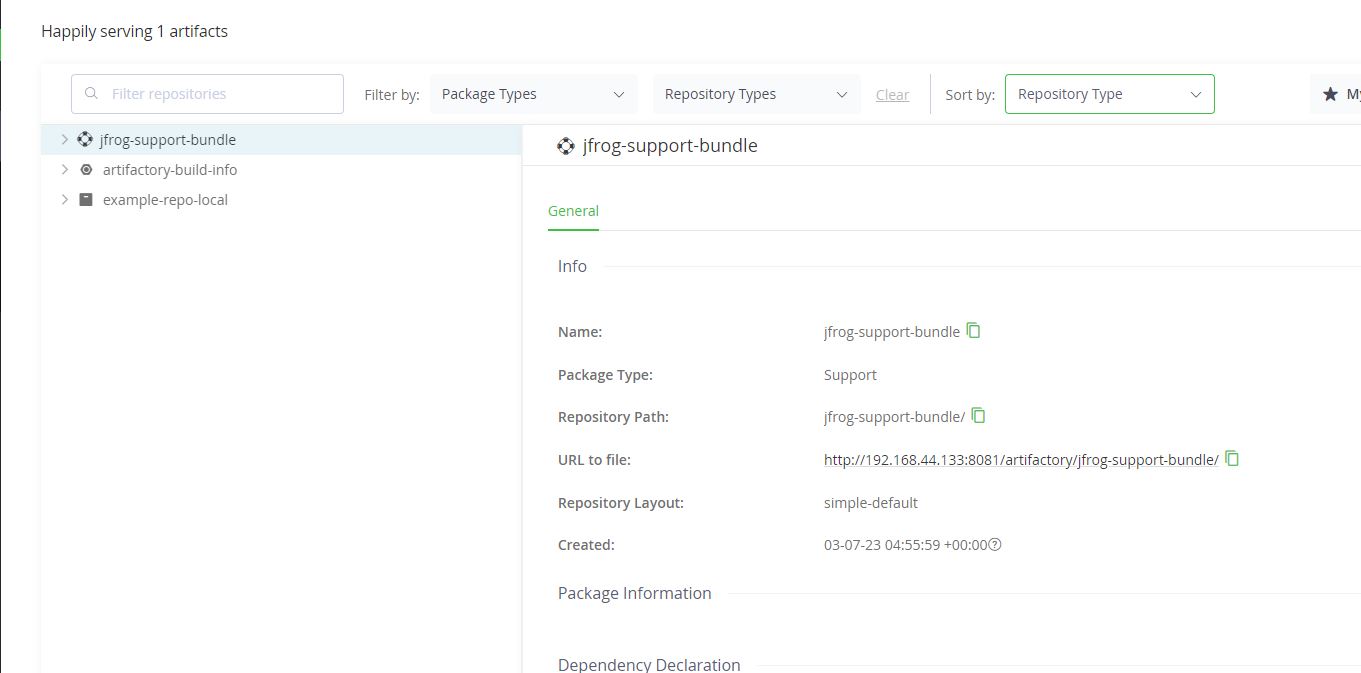 Happily serving 1 artifacts
Filter repositories
Filter by:
Package Types
Repository Types
Clear
Sort by:
Repository Type
jfrog-support-bundle
artifactory-build-info
example-repo-local
jfrog-support-bundle
General
Info
Name: jfrog-support-bundle
Package Type: Support
Repository Path: jfrog-support-bundle/
URL to file: http://192.168.44.133:8081/artifactory/jfrog-support-bundle/
Repository Layout: simple-default
Created: 03-07-23 04:55:59 +00:00
Package Information
Dependency Declaration